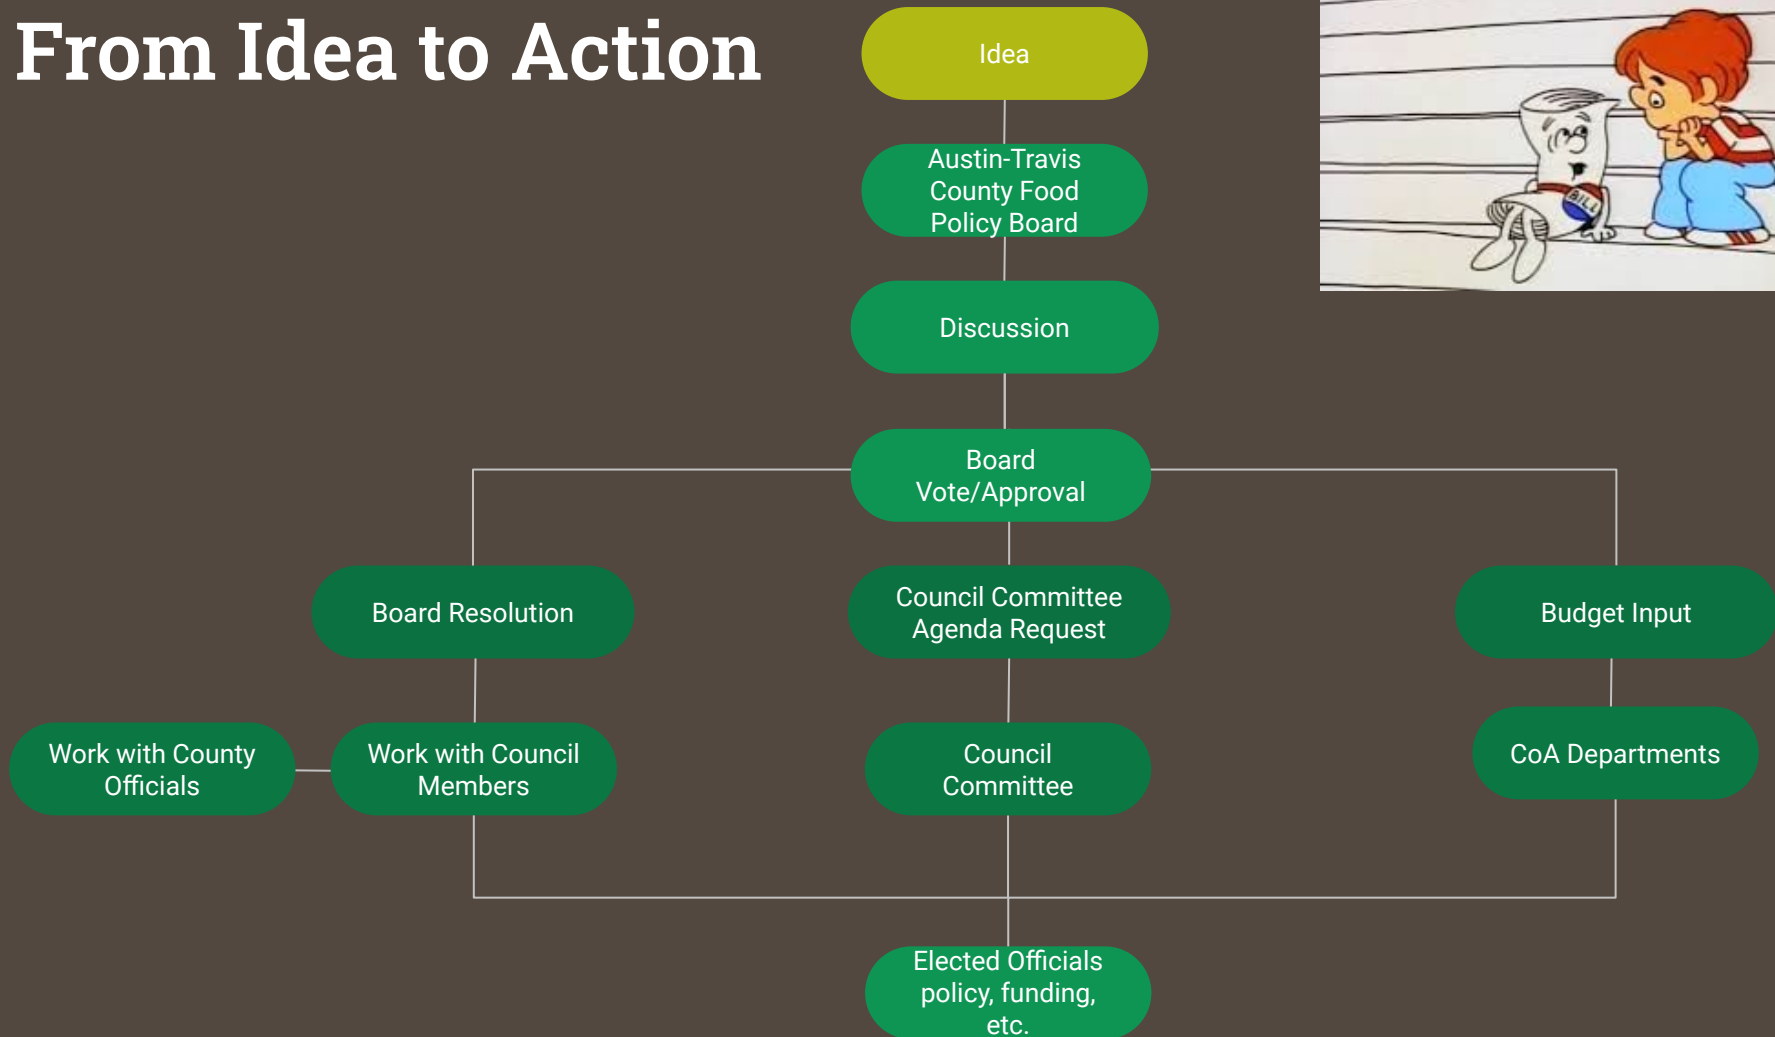 From Idea to Action
Idea
Austin-Travis
County Food
Policy Board
Discussion
Board
Vote/Approval
Board Resolution
Council Committee
Agenda Request
Budget Input
Work with County
Officials
Work with Council
Members
Council
Committee
CoA Departments
Elected Officials
policy, funding,
etc.
BILL